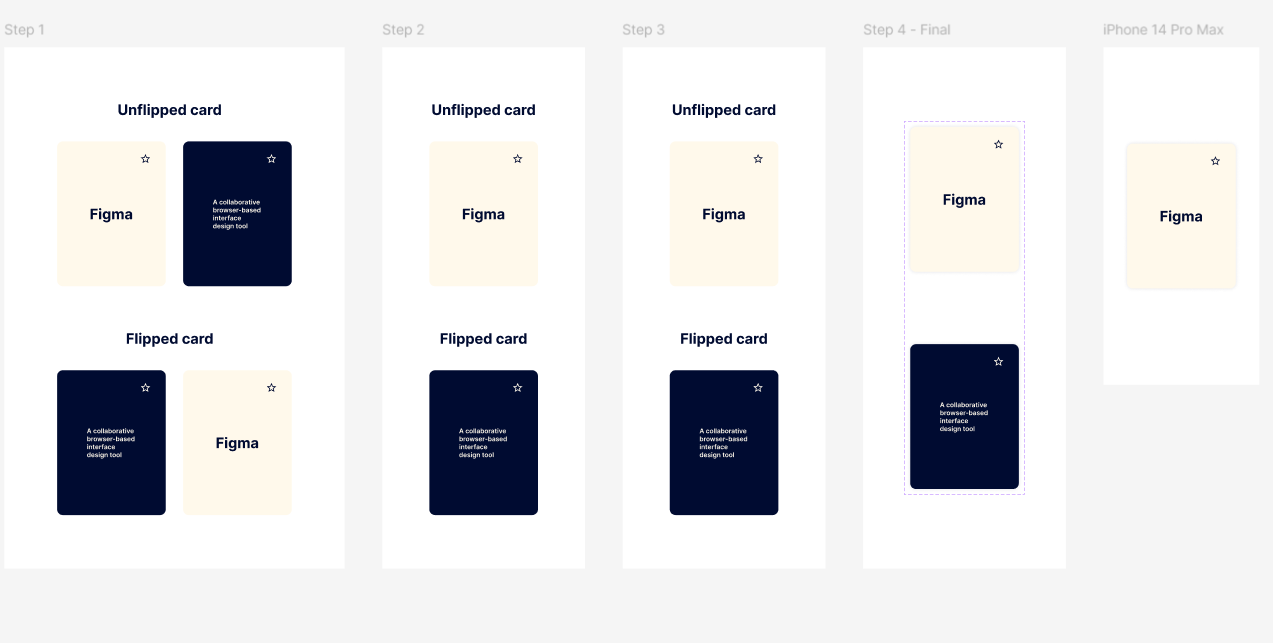 Step 1
Unflipped card
Figma
A collaborative
browser-based
interface
design tool
Flipped card
A collaborative
browser-based
interface
design tool
Figma
Step 2
Unflipped card
Figma
Flipped card
A collaborative
browser-based
interface
design tool
Step 3
Unflipped card
Figma
Flipped card
A collaborative
browser-based
interface
design tool
Step 4 - Final
Figma
A collaborative
browser-based
interface
design tool
iPhone 14 Pro Max
Figma